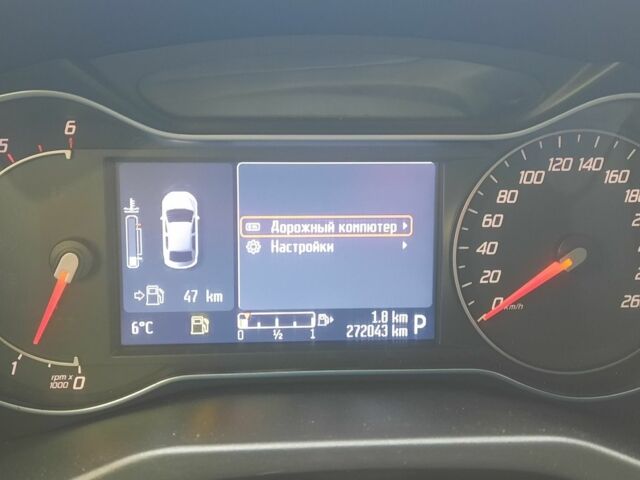 5 6
1 0
rpm x 1000
Дорожный компютер
Настройки
47 km
6°C
0 ½ 1
1.8 km
272043 km P
0 20 40 60 80 100 120 140 160 180
km/h